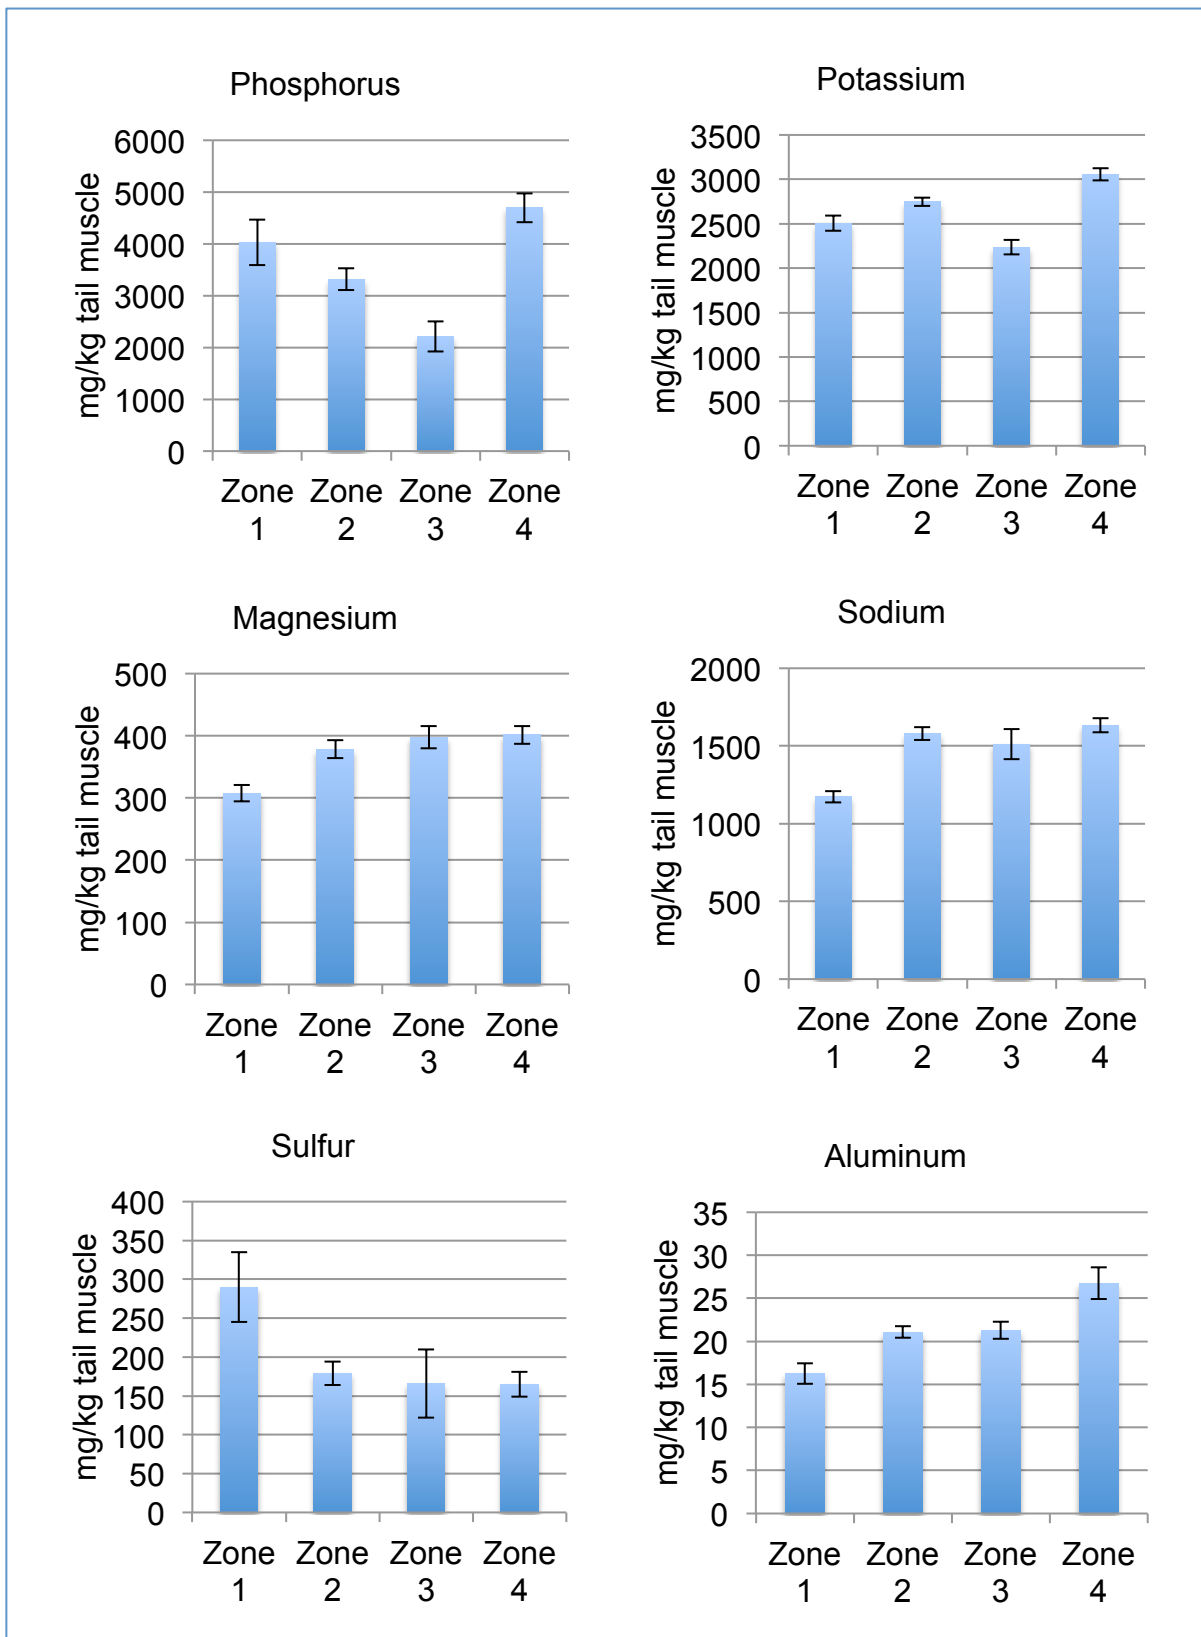 Phosphorus
mg/kg tail muscle
6000
5000
4000
3000
2000
1000
0
Zone Zone Zone Zone
1 2 3 4
Potassium
mg/kg tail muscle
3500
3000
2500
2000
1500
1000
500
0
Zone Zone Zone Zone
1 2 3 4
Magnesium
mg/kg tail muscle
500
400
300
200
100
0
Zone Zone Zone Zone
1 2 3 4
Sodium
mg/kg tail muscle
2000
1500
1000
500
0
Zone Zone Zone Zone
1 2 3 4
Sulfur
mg/kg tail muscle
400
350
300
250
200
150
100
50
0
Zone Zone Zone Zone
1 2 3 4
Aluminum
mg/kg tail muscle
35
30
25
20
15
10
5
0
Zone Zone Zone Zone
1 2 3 4